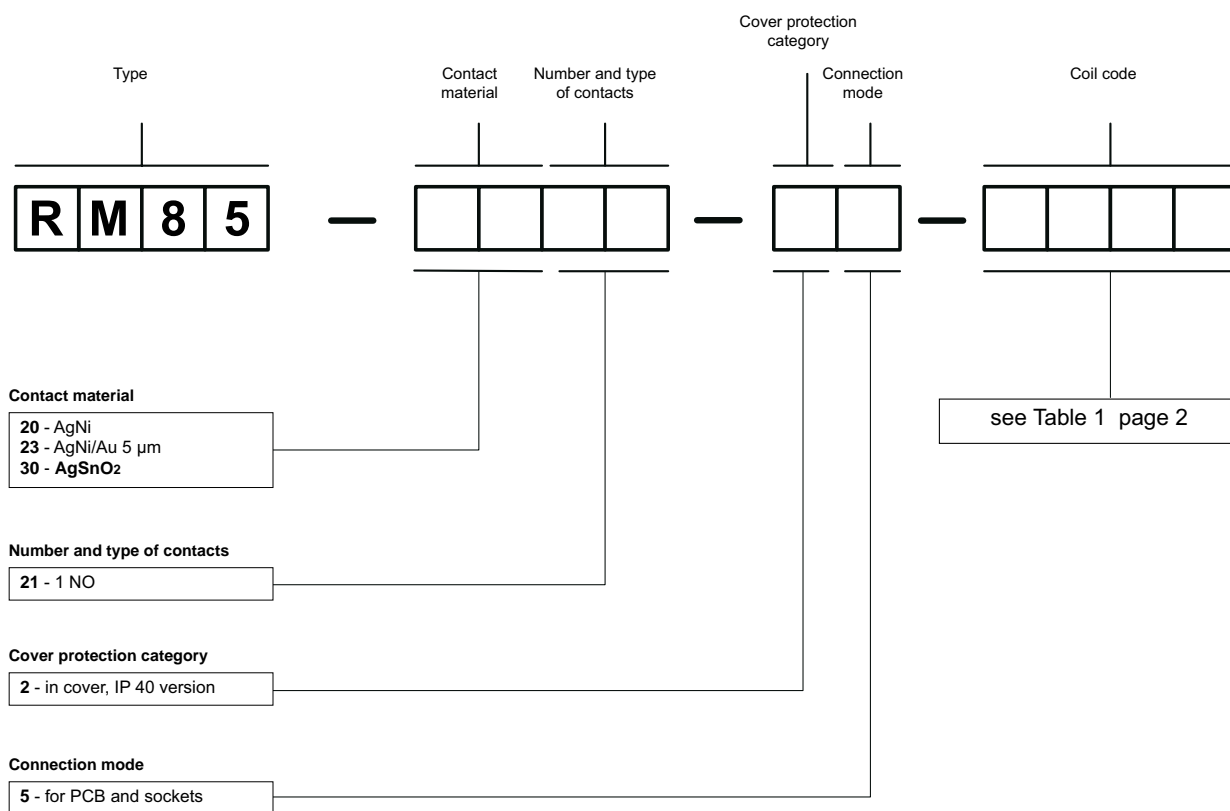 Cover protection
category
Type
Contact
material
Number and type
of contacts
Connection
mode
Coil code
R M 8 5 — — —
Contact material
20 - AgNi
23 - AgNi/Au 5 µm
30 - AgSnO2
see Table 1 page 2
Number and type of contacts
21 - 1 NO
Cover protection category
2 - in cover, IP 40 version
Connection mode
5 - for PCB and sockets